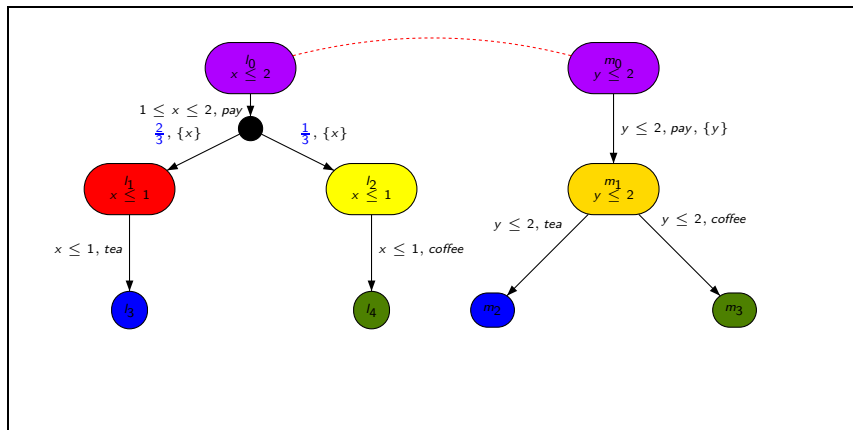 l0
x ≤ 2
m0
y ≤ 2
1 ≤ x ≤ 2, pay
2/3, {x}
1/3, {x}
y ≤ 2, pay, {y}
l1
x ≤ 1
l2
x ≤ 1
m1
y ≤ 2
x ≤ 1, tea
x ≤ 1, coffee
y ≤ 2, tea
y ≤ 2, coffee
l3
l4
m2
m3